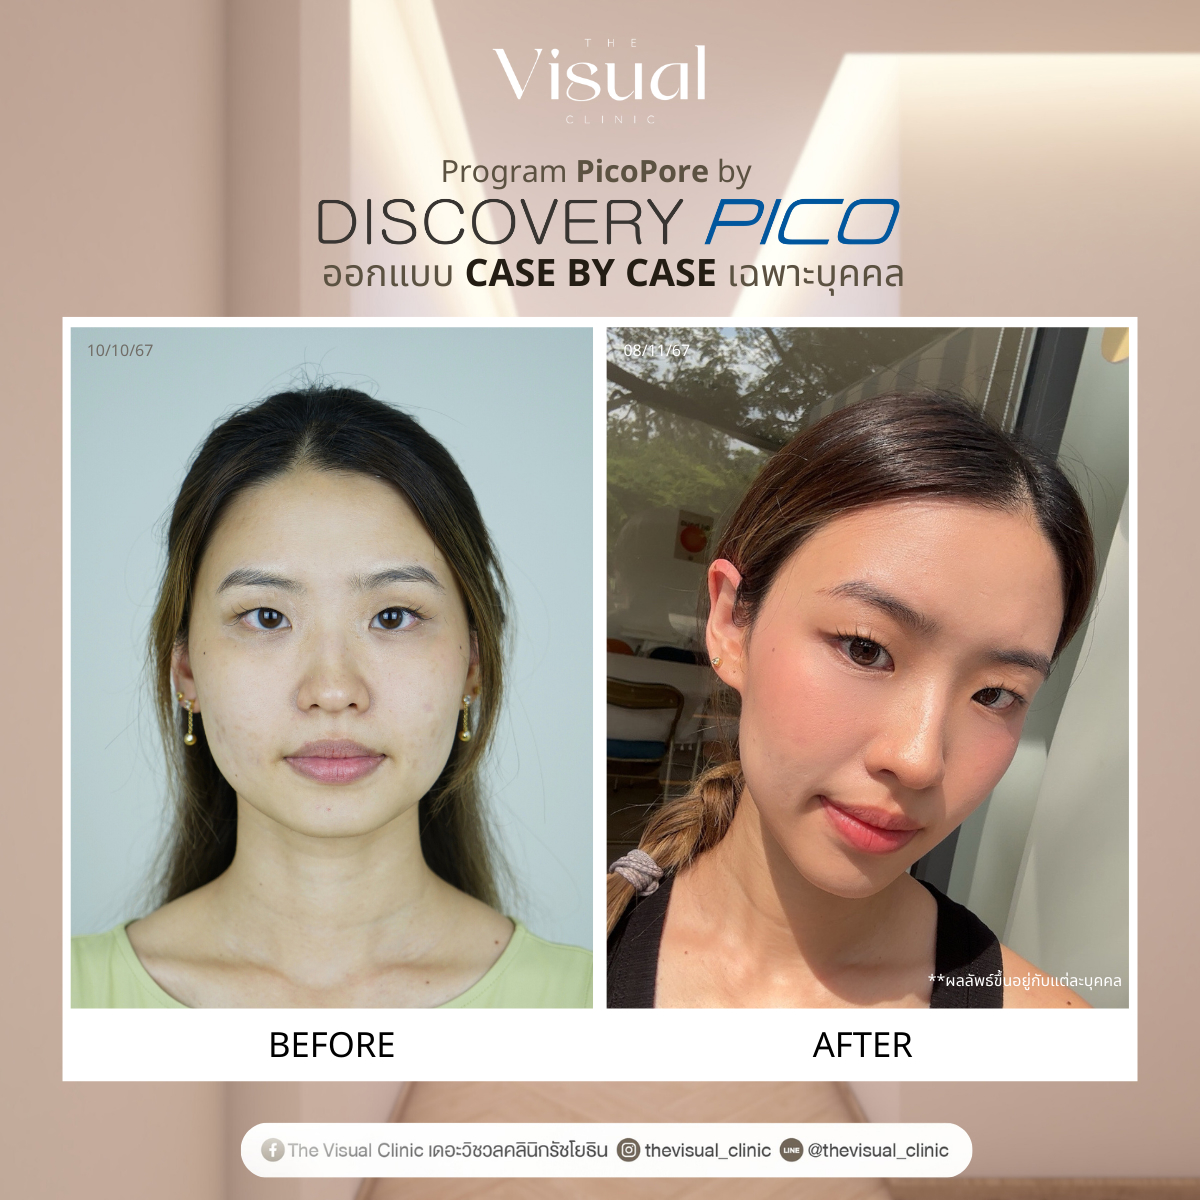 THE
Visual
CLINIC
Program PicoPore by
DISCOVERY PICO
ออกแบบ CASE BY CASE เฉพาะบุคคล
10/10/67
08/11/67
**ผลลัพธ์ขึ้นอยู่กับแต่ละบุคคล
BEFORE
AFTER
The Visual Clinic เดอะวิชวลคลินิกรัชโยธิน thevisual_clinic LINE @thevisual_clinic